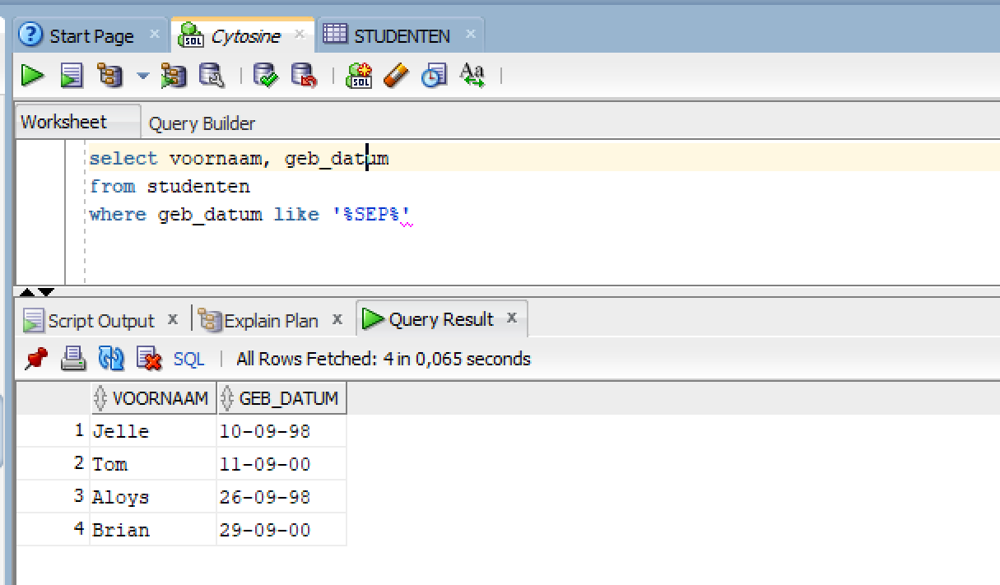 Start Page Cytosine STUDENTEN
Worksheet Query Builder
select voornaam, geb_datum
from studenten
where geb_datum like '%SEP%'
Script Output Explain Plan Query Result
SQL All Rows Fetched: 4 in 0,065 seconds
VOORNAAM GEB_DATUM
1 Jelle 10-09-98
2 Tom 11-09-00
3 Aloys 26-09-98
4 Brian 29-09-00